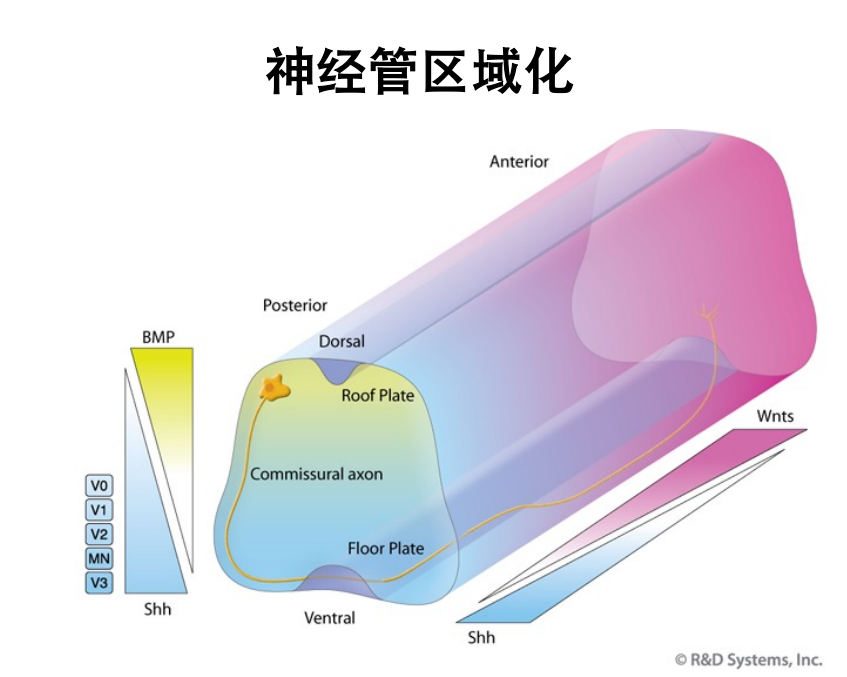 神经管区域化
Anterior
Posterior
BMP
Dorsal
Roof Plate
Wnts
Commissural axon
V0
V1
V2
MN
V3
Floor Plate
Shh
Ventral
Shh
© R&D Systems, Inc.